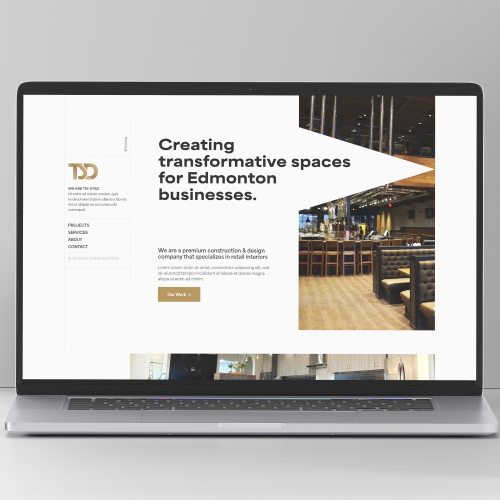 TSD
WE ARE TRI-STAD
PROJECTS
SERVICES
ABOUT
CONTACT
Creating
transformative spaces
for Edmonton
businesses.
We are a premium construction & design
company that specializes in retail interiors
Lorem ipsum dolor sit amet, consectetur adipiscing elit, sed
do eiusmod tempor incididunt ut labore et dolore magna
aliqua ut enim ad minim.
Our Work